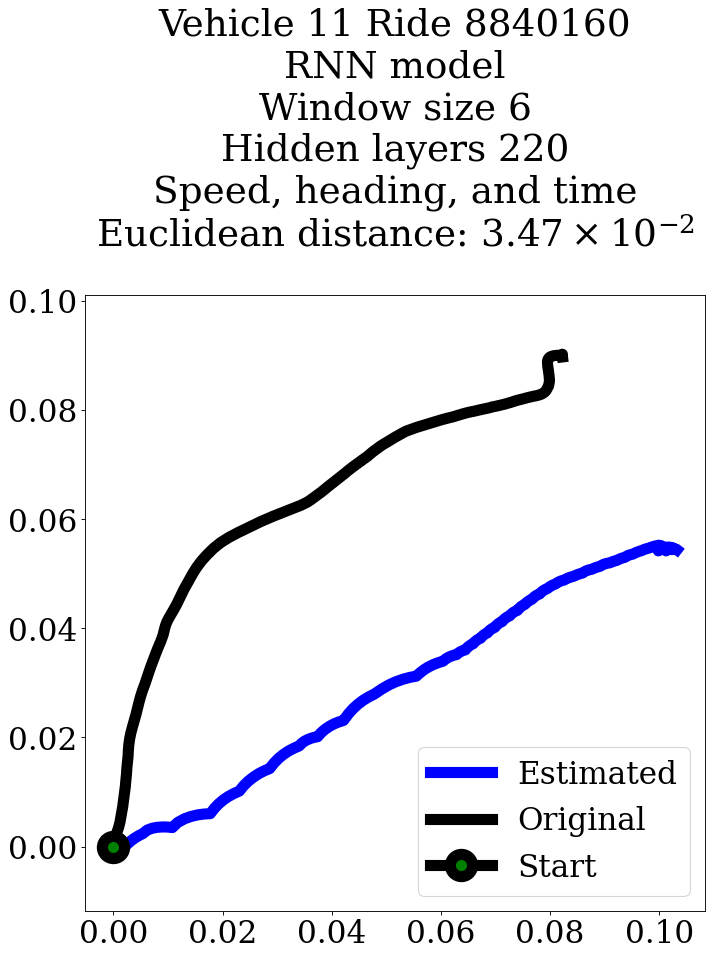 Vehicle 11 Ride 8840160
RNN model
Window size 6
Hidden layers 220
Speed, heading, and time
Euclidean distance: 3.47 × 10⁻²
0.10
0.08
0.06
0.04
0.02
0.00
Estimated
Original
Start
0.00 0.02 0.04 0.06 0.08 0.10